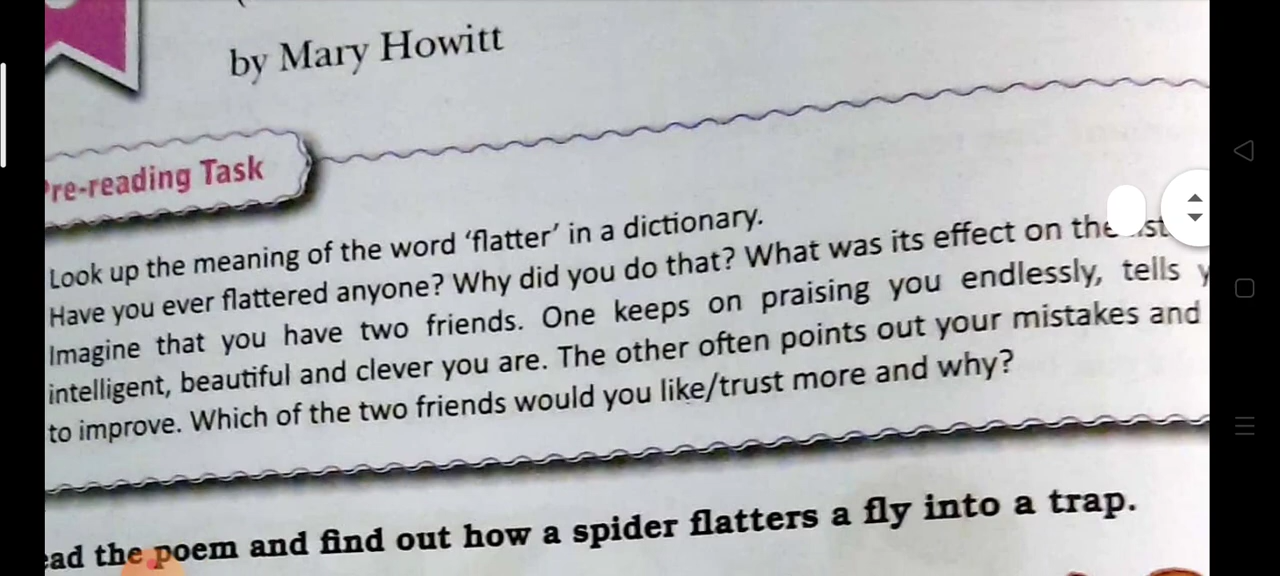 by Mary Howitt
re-reading Task
Look up the meaning of the word ‘flatter’ in a dictionary.
Have you ever flattered anyone? Why did you do that? What was its effect on the
Imagine that you have two friends. One keeps on praising you endlessly, tells
intelligent, beautiful and clever you are. The other often points out your mistakes and
to improve. Which of the two friends would you like/trust more and why?
ead the poem and find out how a spider flatters a fly into a trap.